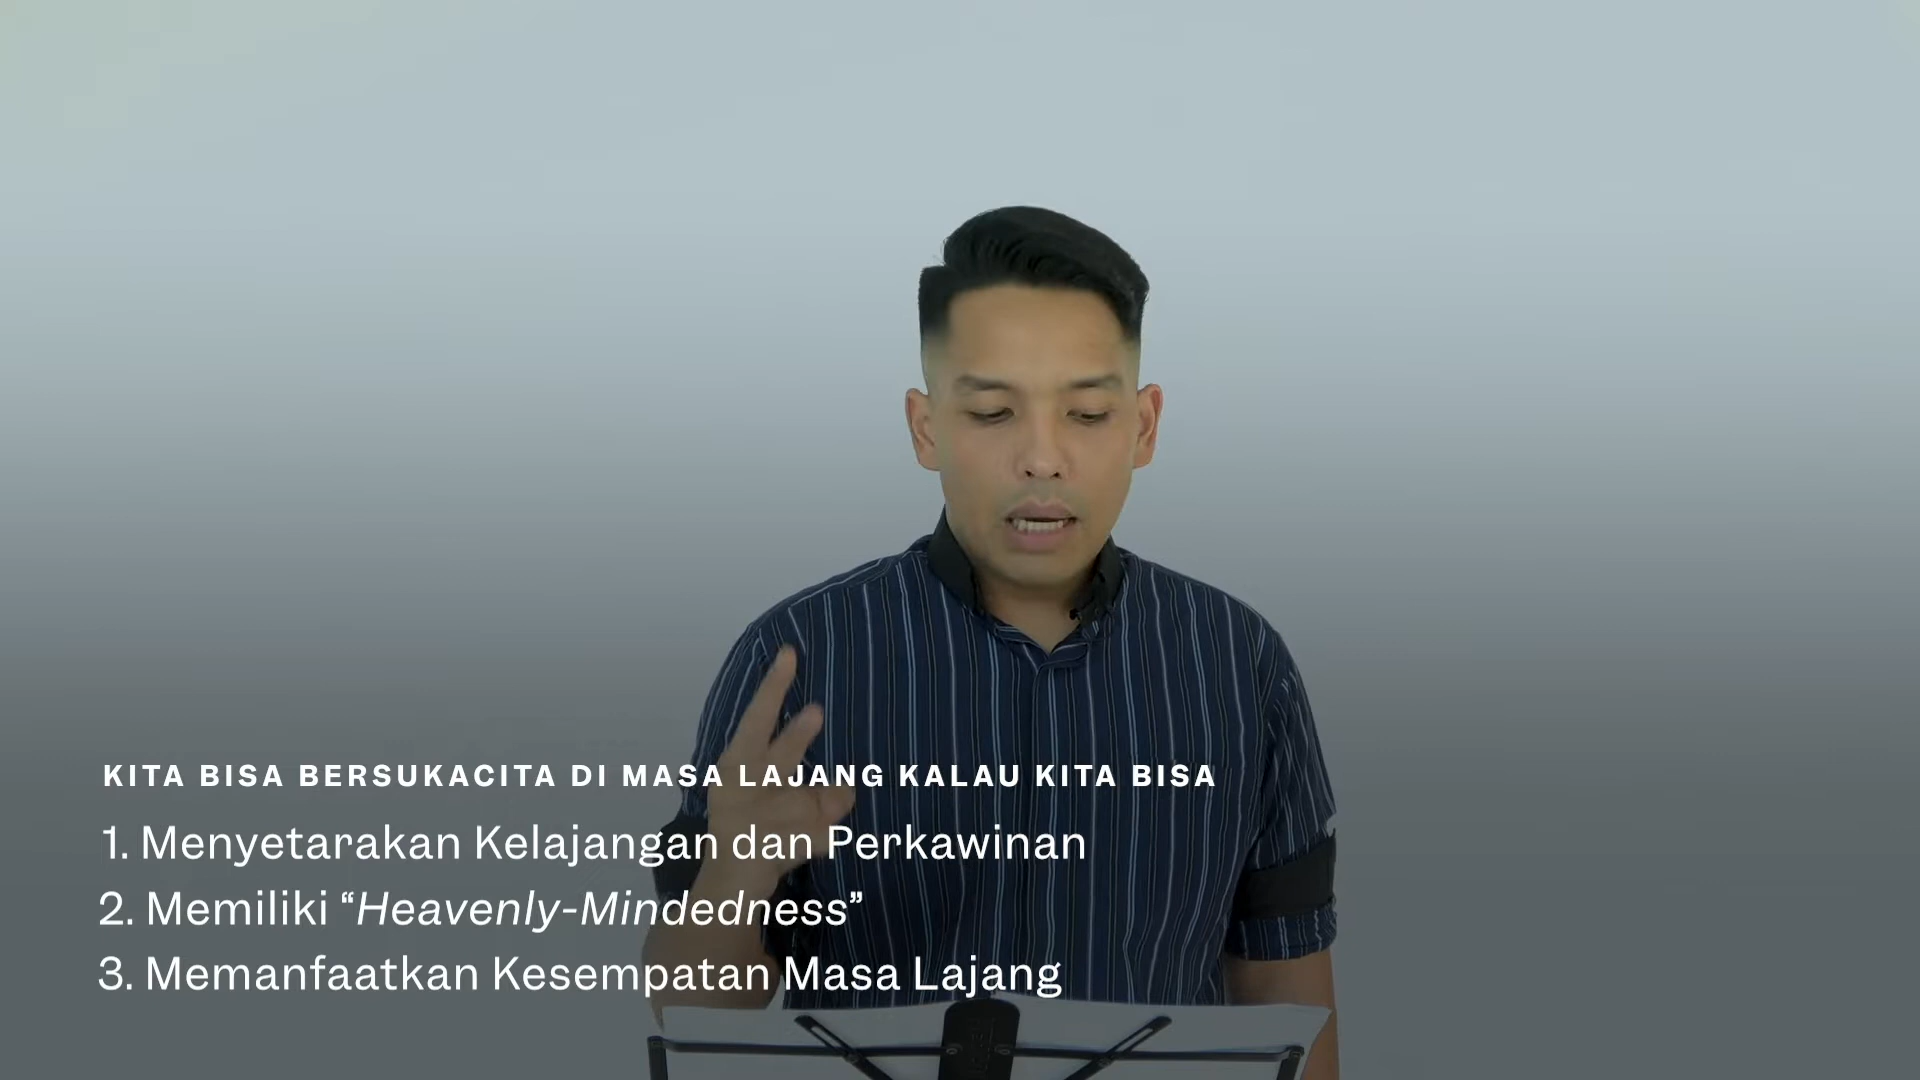 KITA BISA BERSUKACITA DI MASA LAJANG KALAU KITA BISA
1. Menyetarakan Kelajangan dan Perkawinan
2. Memiliki “Heavenly-Mindedness”
3. Memanfaatkan Kesempatan Masa Lajang